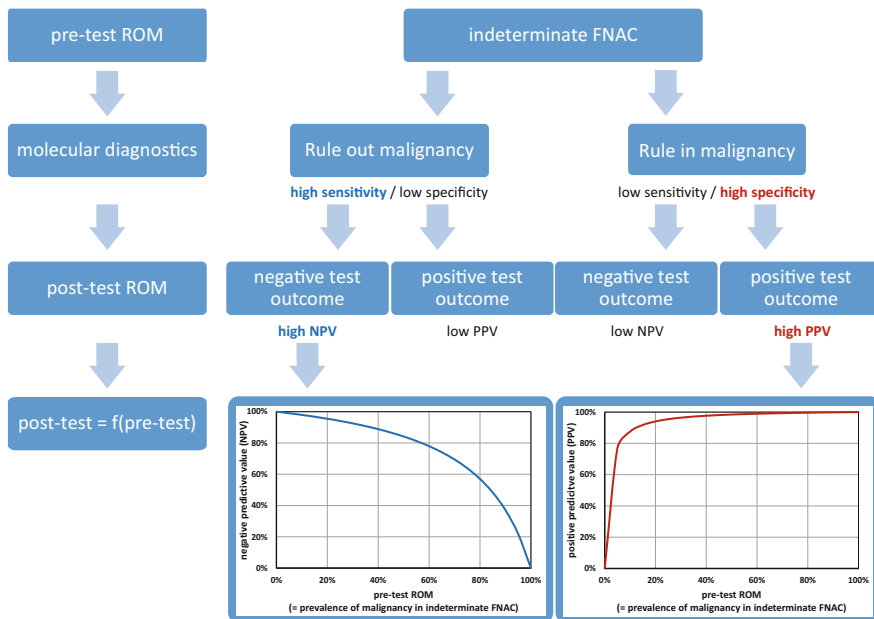 pre-test ROM
indeterminate FNAC
molecular diagnostics
Rule out malignancy
Rule in malignancy
high sensitivity / low specificity
low sensitivity / high specificity
post-test ROM
negative test
outcome
positive test
outcome
negative test
outcome
positive test
outcome
high NPV
low PPV
low NPV
high PPV
post-test = f(pre-test)
negative predictive value (NPV)
100%
80%
60%
40%
20%
0%
0%
20%
40%
60%
80%
100%
pre-test ROM
(= prevalence of malignancy in indeterminate FNAC)
positive predicitve value (PPV)
100%
80%
60%
40%
20%
0%
0%
20%
40%
60%
80%
100%
pre-test ROM
(= prevalence of malignancy in indeterminate FNAC)